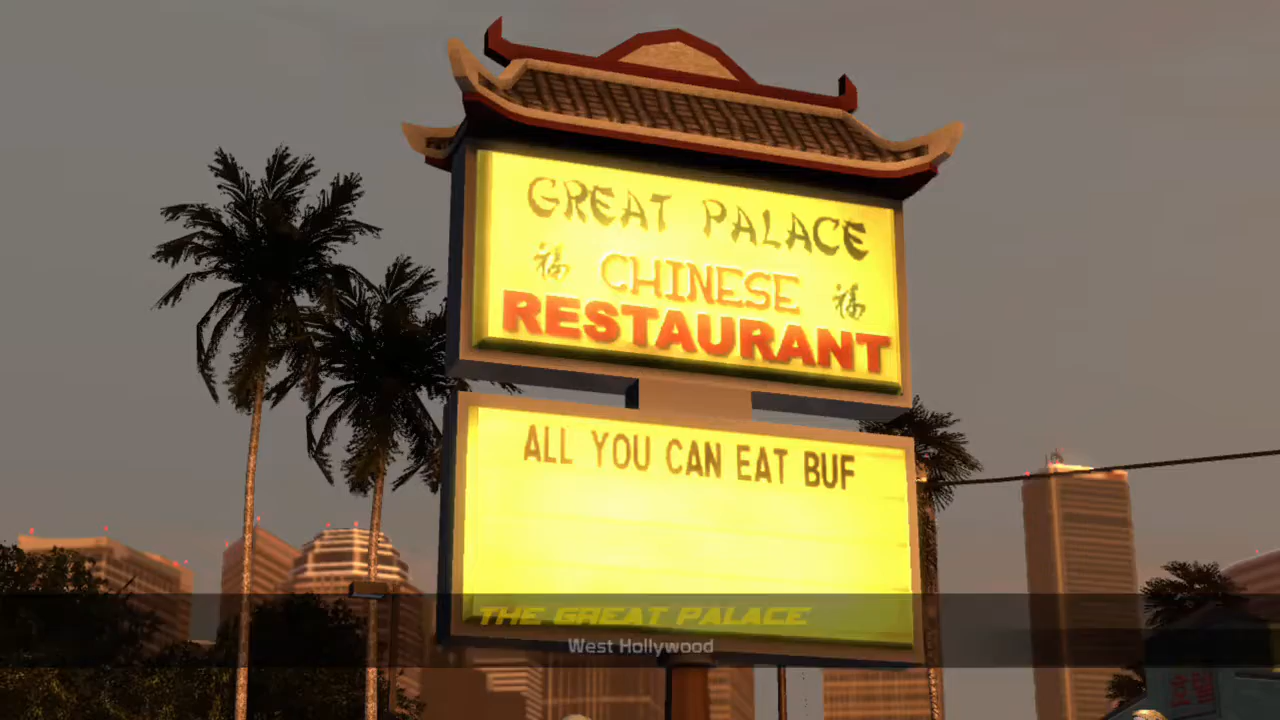 GREAT PALACE
福 CHINESE 福
RESTAURANT
ALL YOU CAN EAT BUF
THE GREAT PALACE
West Hollywood